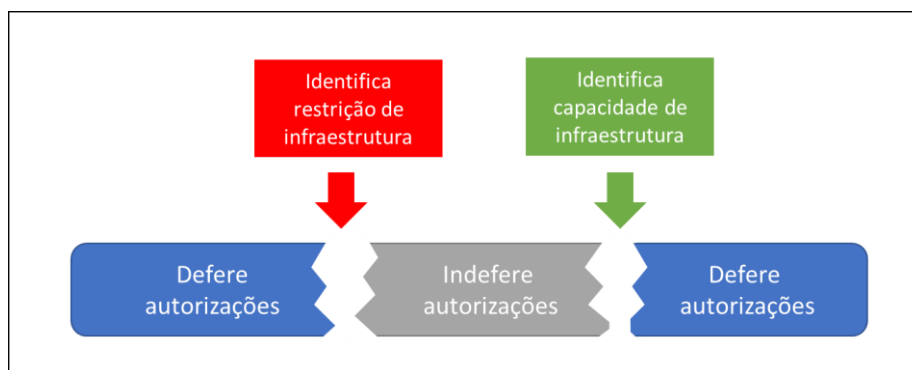 Identifica
restrição de
infraestrutura
Identifica
capacidade de
infraestrutura
Defere
autorizações
Indefere
autorizações
Defere
autorizações